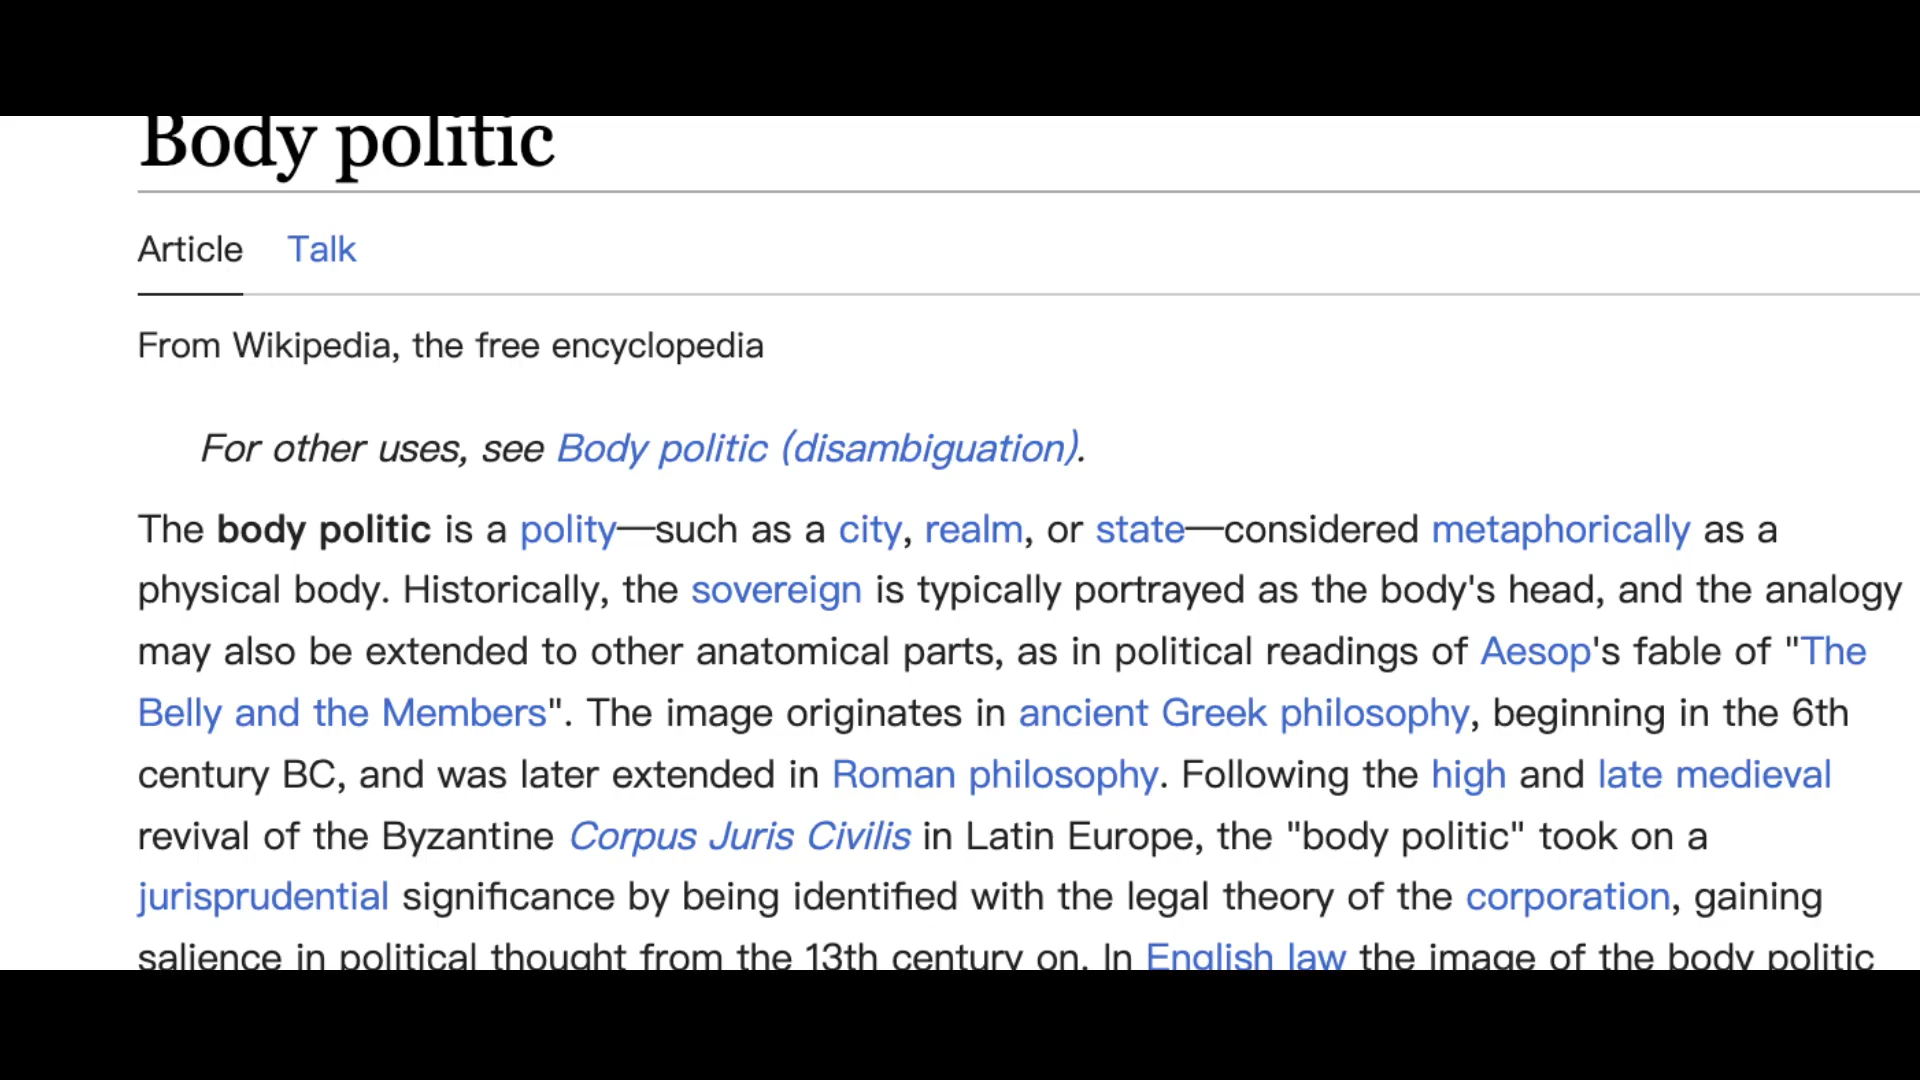 Body politic
Article Talk
From Wikipedia, the free encyclopedia
For other uses, see Body politic (disambiguation).
The body politic is a polity—such as a city, realm, or state—considered metaphorically as a
physical body. Historically, the sovereign is typically portrayed as the body's head, and the analogy
may also be extended to other anatomical parts, as in political readings of Aesop's fable of "The
Belly and the Members". The image originates in ancient Greek philosophy, beginning in the 6th
century BC, and was later extended in Roman philosophy. Following the high and late medieval
revival of the Byzantine Corpus Juris Civilis in Latin Europe, the "body politic" took on a
jurisprudential significance by being identified with the legal theory of the corporation, gaining
salience in political thought from the 13th century on. In English law the image of the body politic